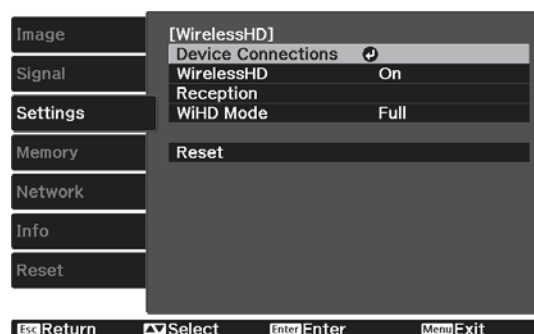 Image
Signal
Settings
Memory
Network
Info
Reset
[WirelessHD]
Device Connections
WirelessHD On
Reception
WiHD Mode Full
Reset
Esc Return Select Enter Enter Menu Exit